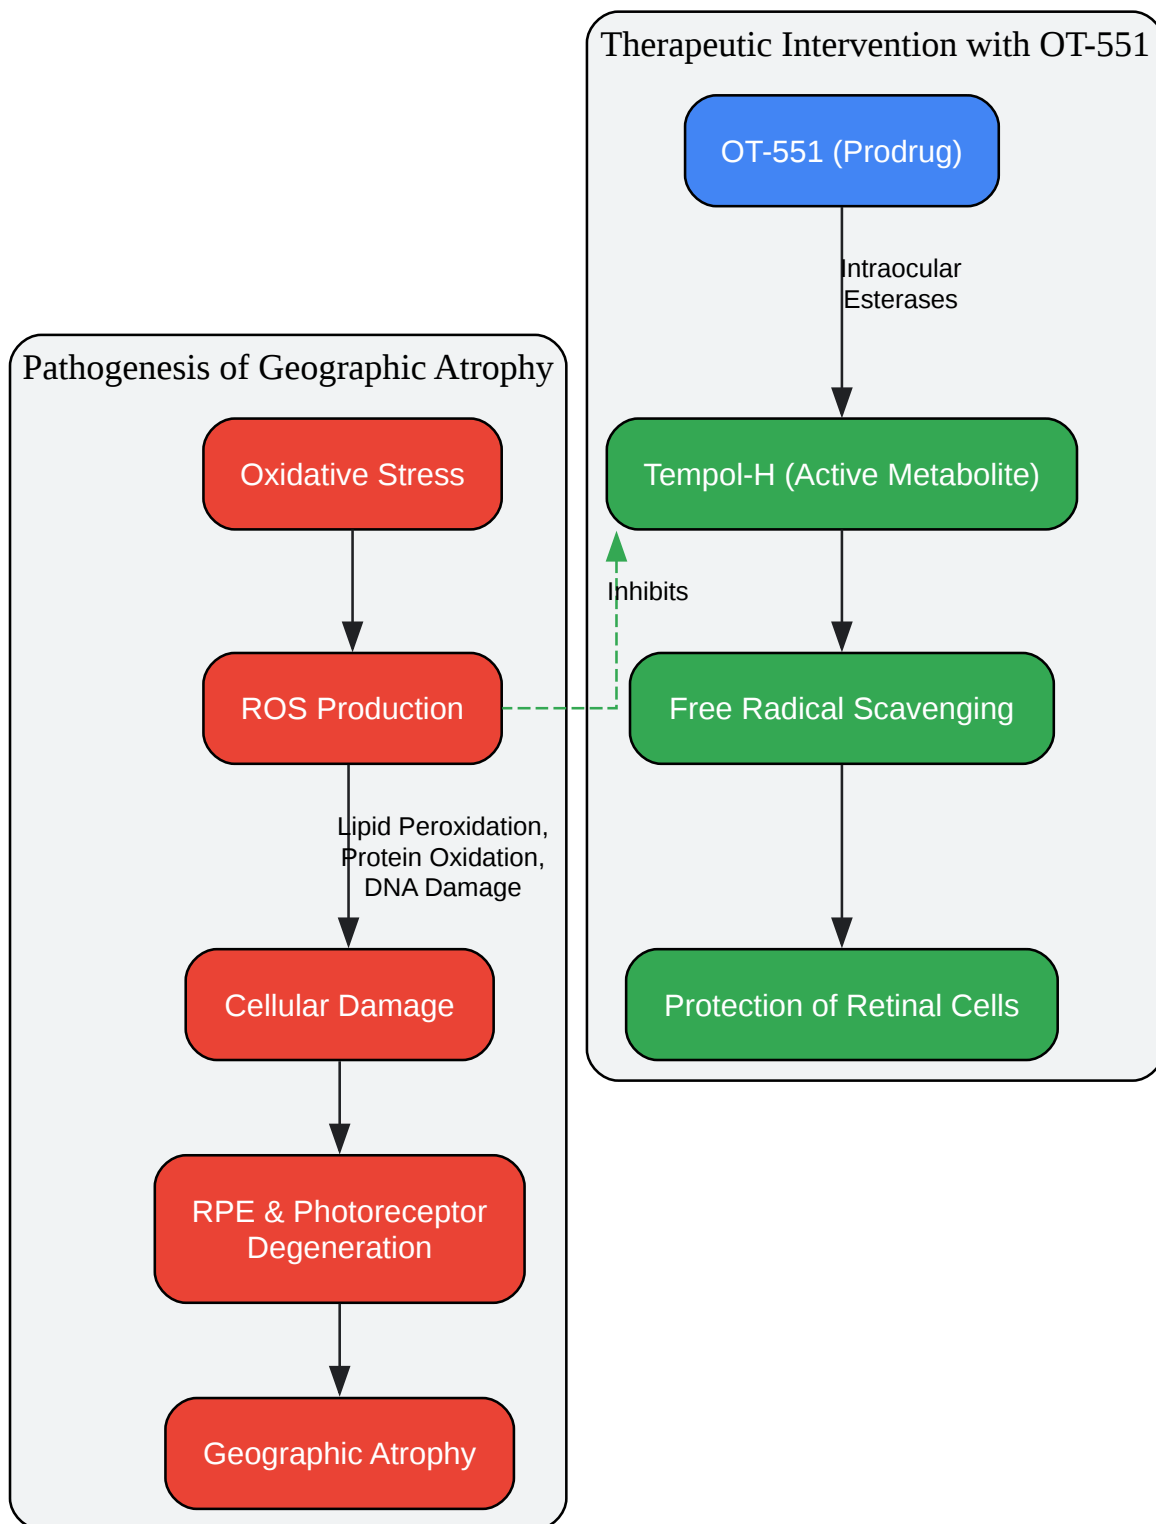 Therapeutic Intervention with OT-551
OT-551 (Prodrug)
Intraocular
Esterases
Tempol-H (Active Metabolite)
Inhibits
Free Radical Scavenging
Protection of Retinal Cells
Pathogenesis of Geographic Atrophy
Oxidative Stress
ROS Production
Lipid Peroxidation,
Protein Oxidation,
DNA Damage
Cellular Damage
RPE & Photoreceptor
Degeneration
Geographic Atrophy